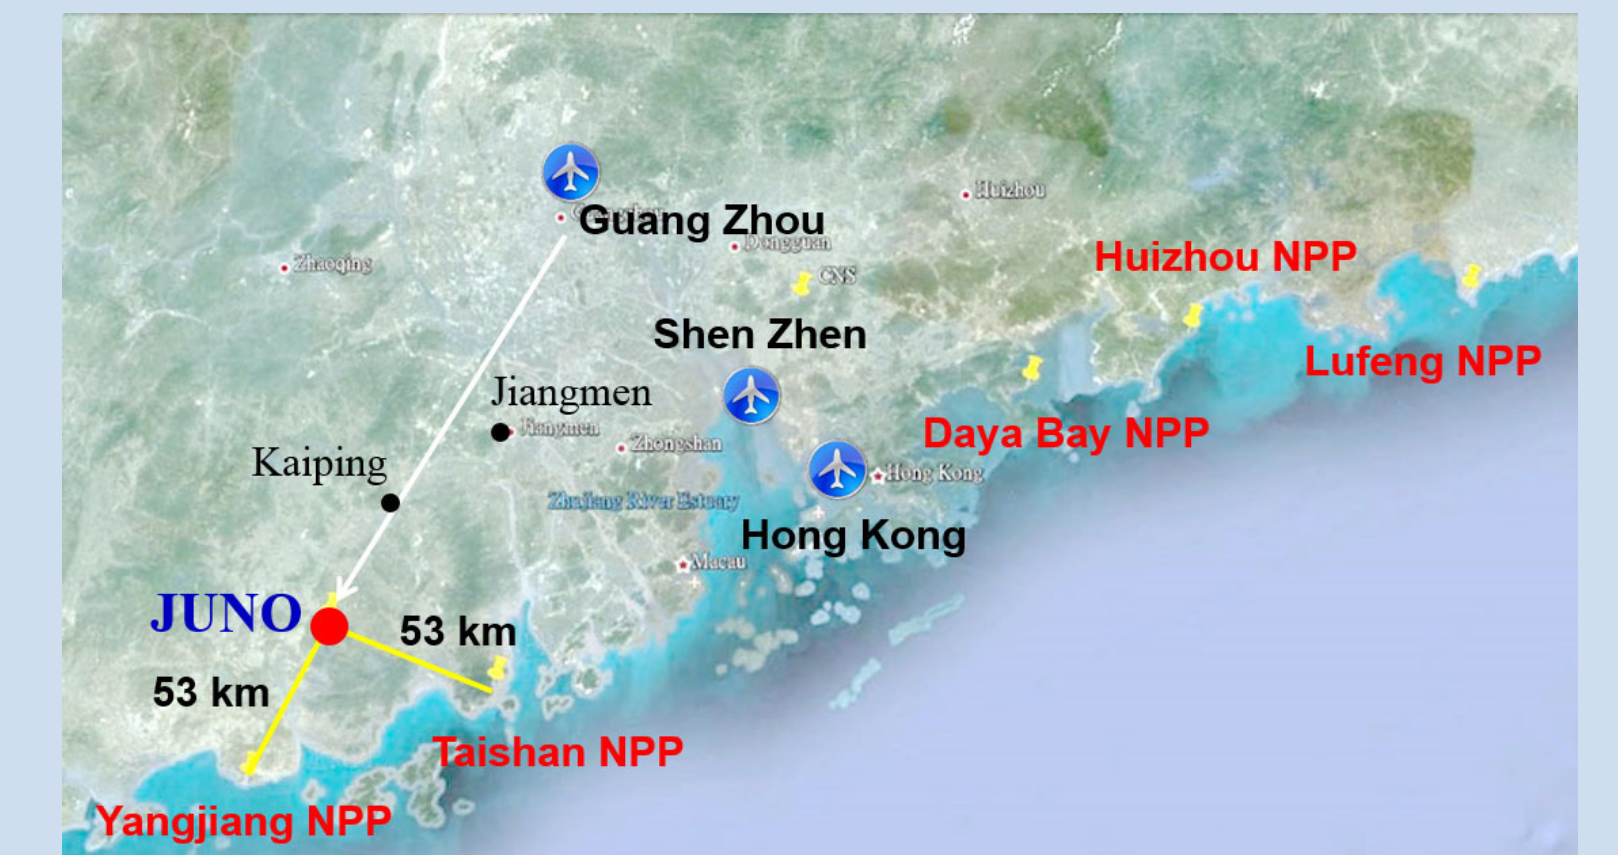 Huizhou
Guang Zhou
Dongguan
Huizhou NPP
Zhaoqing
CNS
Shen Zhen
Lufeng NPP
Jiangmen
Jiangmen
Daya Bay NPP
Zhongshan
Kaiping
Hong Kong
Zhujiang River Estuary
Hong Kong
Macau
JUNO
53 km
53 km
Taishan NPP
Yangjiang NPP